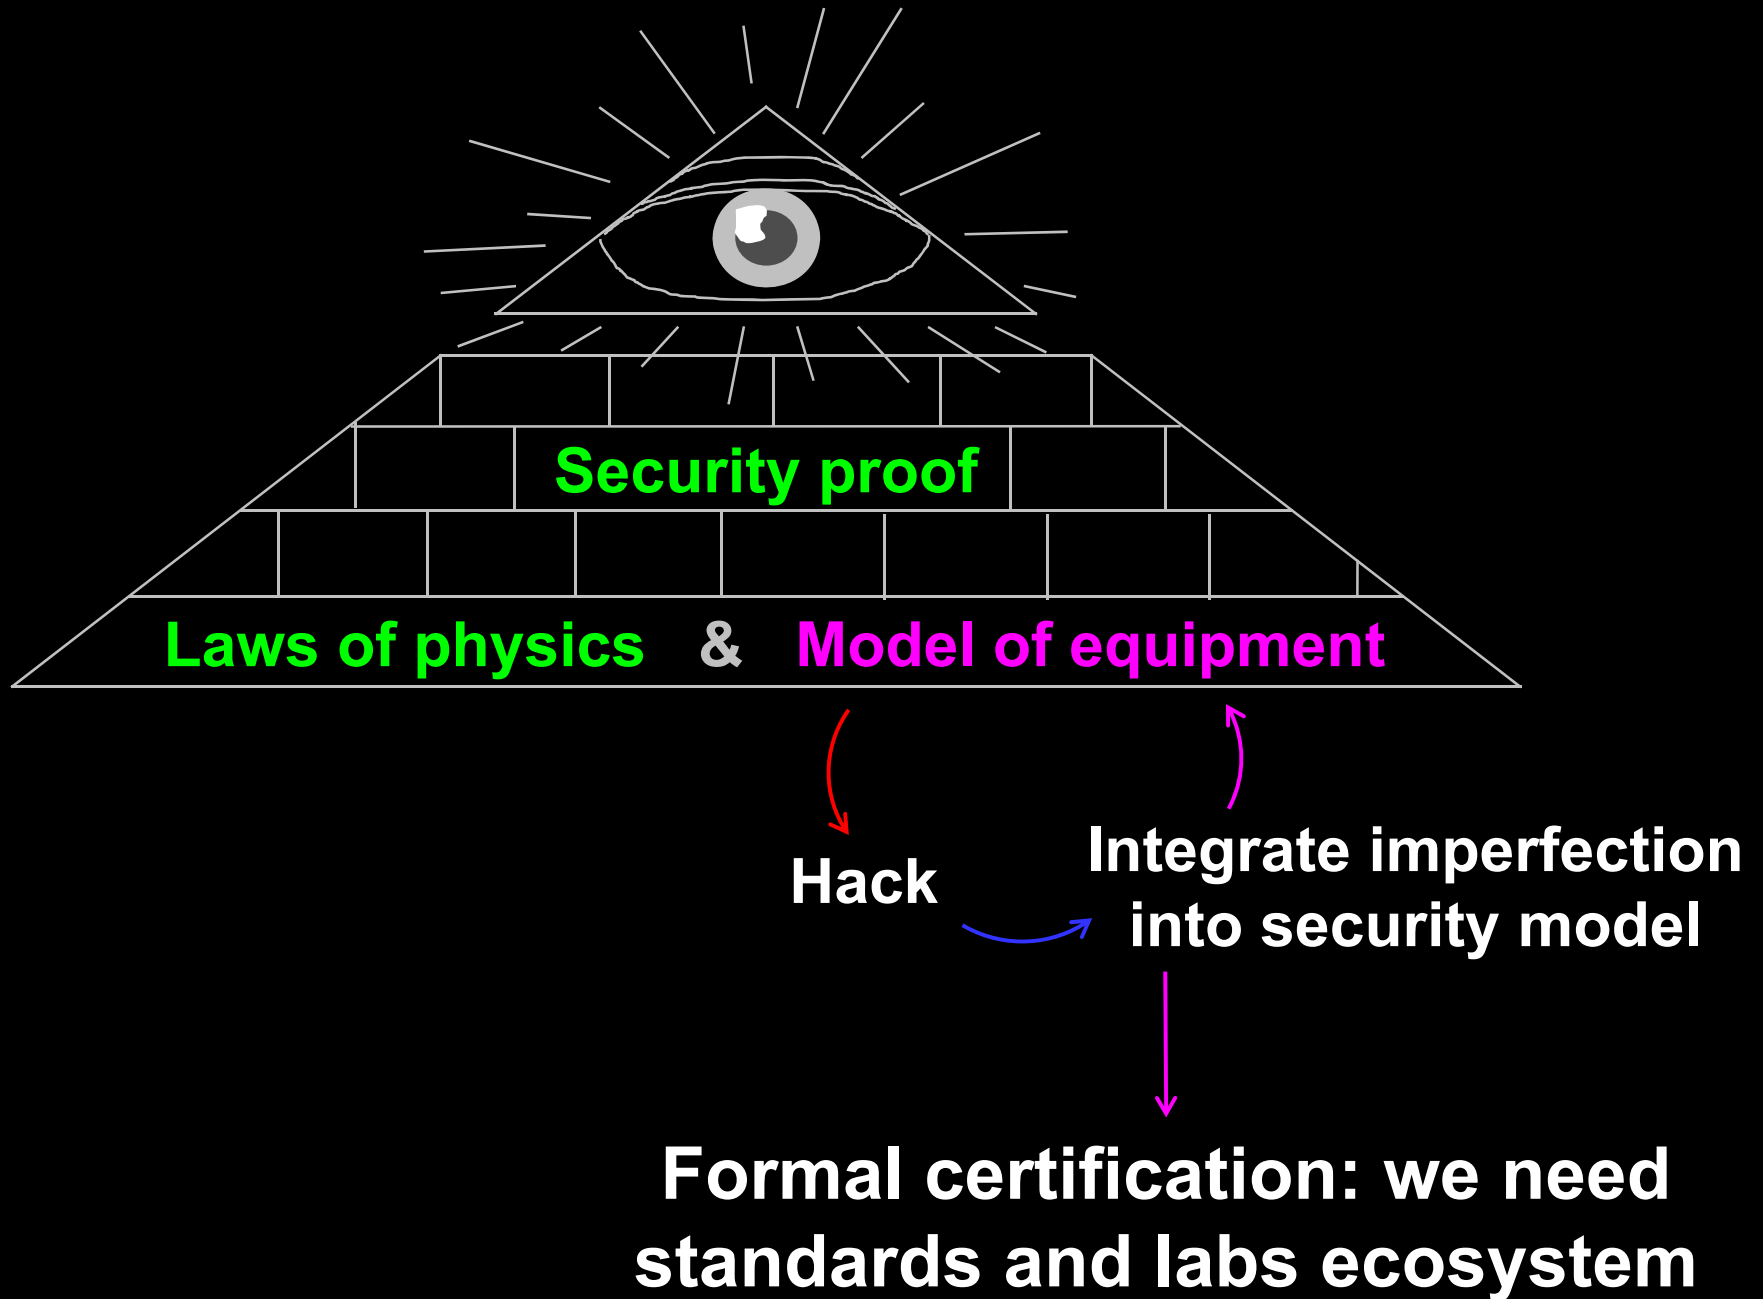 Security proof
Laws of physics & Model of equipment
Hack
Integrate imperfection
into security model
Formal certification: we need
standards and labs ecosystem